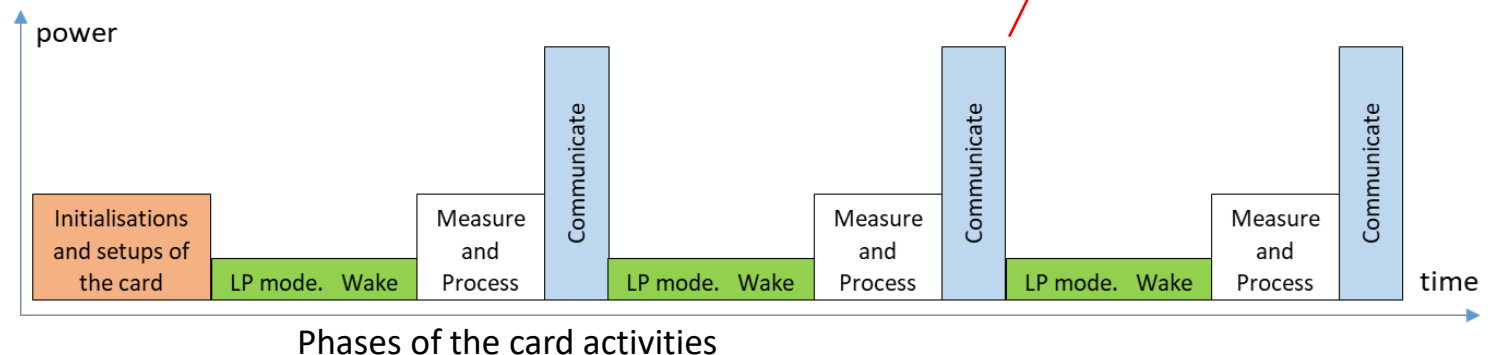 power
Initialisations
and setups of
the card
LP mode.   Wake
Measure
and
Process
Communicate
LP mode.   Wake
Measure
and
Process
Communicate
LP mode.   Wake
Measure
and
Process
Communicate
time
Phases of the card activities